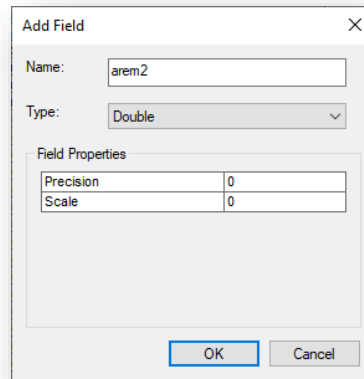 Add Field
Name: arem2
Type: Double
Field Properties
Precision 0
Scale 0
OK Cancel